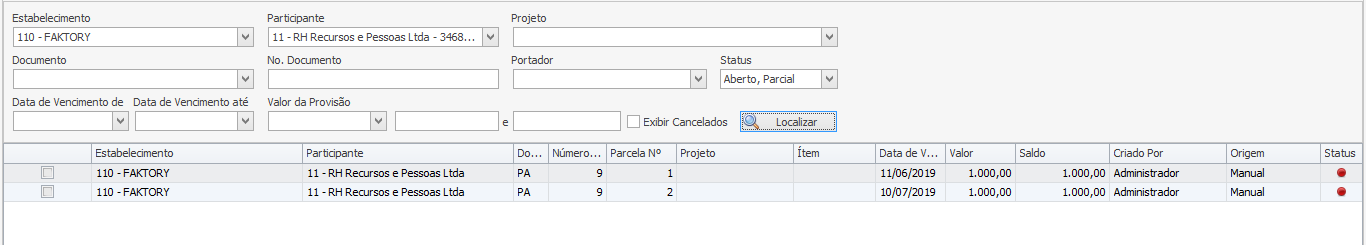 Estabelecimento Participante Projeto
110 - FAKTORY 11 - RH Recursos e Pessoas Ltda - 3468...
Documento No. Documento Portador Status
Aberto, Parcial
Data de Vencimento de Data de Vencimento até Valor da Provisão
e Exibir Cancelados Localizar
Estabelecimento Participante Do... Número... Parcela Nº Projeto Ítem Data de V... Valor Saldo Criado Por Origem Status
110 - FAKTORY 11 - RH Recursos e Pessoas Ltda PA 9 1 11/06/2019 1.000,00 1.000,00 Administrador Manual
110 - FAKTORY 11 - RH Recursos e Pessoas Ltda PA 9 2 10/07/2019 1.000,00 1.000,00 Administrador Manual